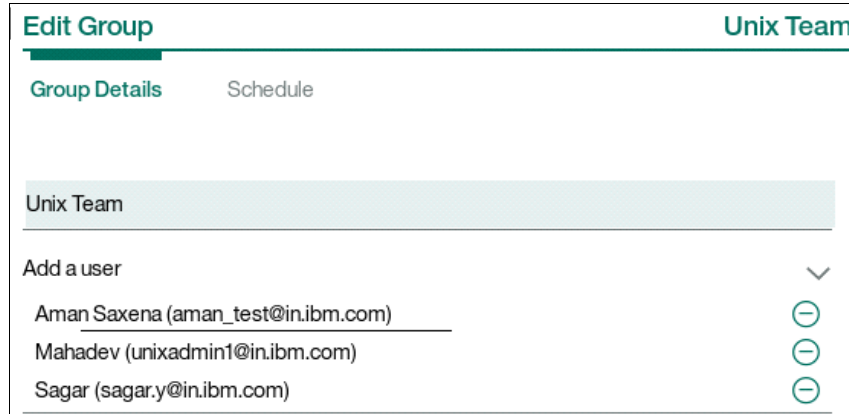 Edit Group
Unix Team
Group Details
Schedule
Unix Team
Add a user
Aman Saxena (aman_test@in.ibm.com)
Mahadev (unixadmin1@in.ibm.com)
Sagar (sagar.y@in.ibm.com)